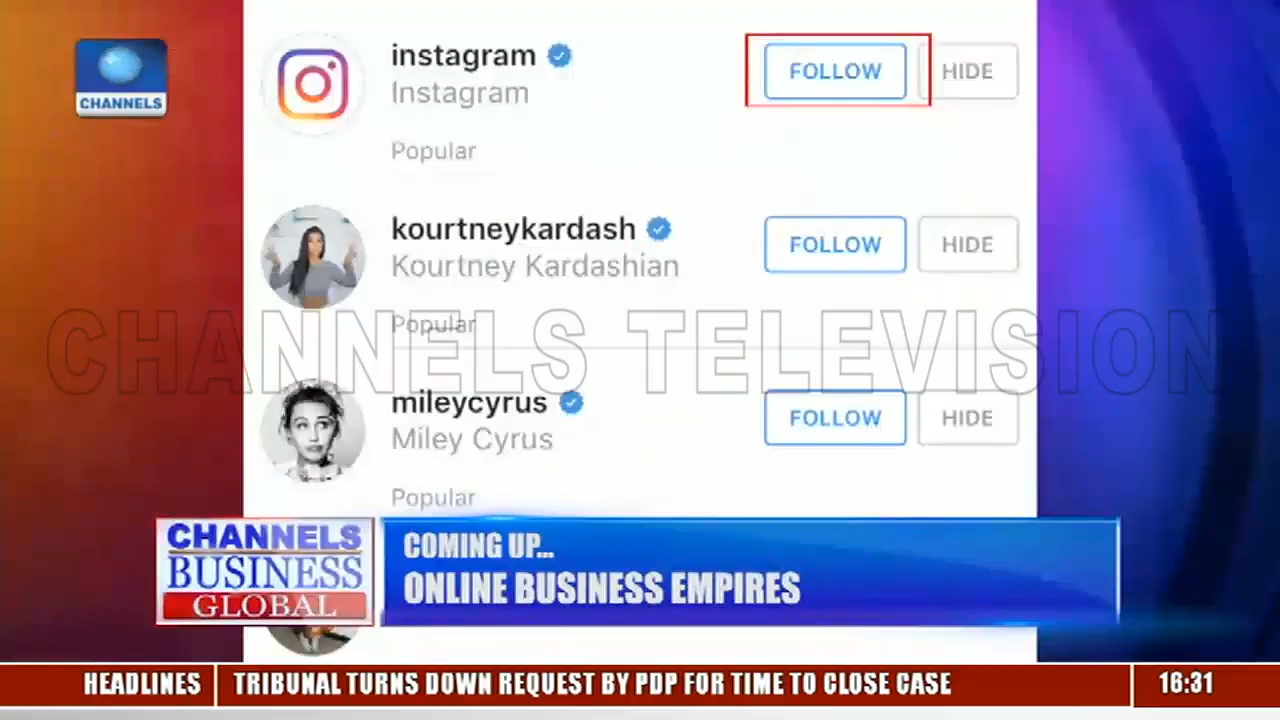 CHANNELS
instagram
Instagram
Popular
FOLLOW
HIDE
kourtneykardash
Kourtney Kardashian
Popular
FOLLOW
HIDE
CHANNELS TELEVISION
mileycyrus
Miley Cyrus
Popular
FOLLOW
HIDE
CHANNELS
BUSINESS
GLOBAL
COMING UP...
ONLINE BUSINESS EMPIRES
HEADLINES
TRIBUNAL TURNS DOWN REQUEST BY PDP FOR TIME TO CLOSE CASE
16:31